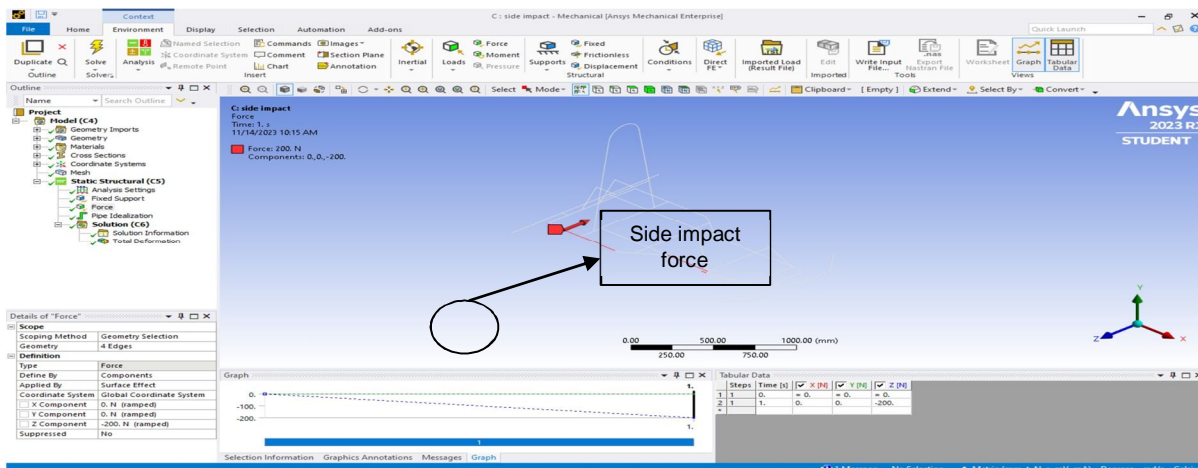 Context
C : side impact - Mechanical [Ansys Mechanical Enterprise]
File Home Environment Display Selection Automation Add-ons
Quick Launch
Duplicate Q Solve Analysis Named Selection Commands Images Inertial Loads Force Supports Fixed Conditions Direct FE Imported Load (Result File) Edit Write Input File... Export Nastran File Worksheet Graph Tabular Data
Coordinate System Comment Section Plane Moment Frictionless .nas
Remote Point Chart Annotation Pressure Displacement
Outline Solvers Insert Structural Imported Tools Views
Outline
Select Mode Clipboard [ Empty ] Extend Select By Convert
Name Search Outline
Project
Model (C4)
Geometry Imports
Geometry
Materials
Cross Sections
Coordinate Systems
Mesh
Static Structural (C5)
Analysis Settings
Fixed Support
Force
Pipe Idealization
Solution (C6)
Solution Information
Total Deformation
C: side impact
Force
Time: 1. s
11/14/2023 10:15 AM
Force: 200. N
Components: 0.,0.,-200.
Ansys
2023 R2
STUDENT
Side impact
force
0.00 500.00 1000.00 (mm)
250.00 750.00
Y
Z X
Details of "Force"
Scope
Scoping Method Geometry Selection
Geometry 4 Edges
Definition
Type Force
Define By Components
Applied By Surface Effect
Coordinate System Global Coordinate System
X Component 0. N (ramped)
Y Component 0. N (ramped)
Z Component -200. N (ramped)
Suppressed No
Graph
1.
0.
-100.
-200.
1.
1
Selection Information Graphics Annotations Messages Graph
Tabular Data
Steps Time [s] X [N] Y [N] Z [N]
1 1 0. = 0. = 0. = 0.
2 1 1. 0. 0. -200.
*